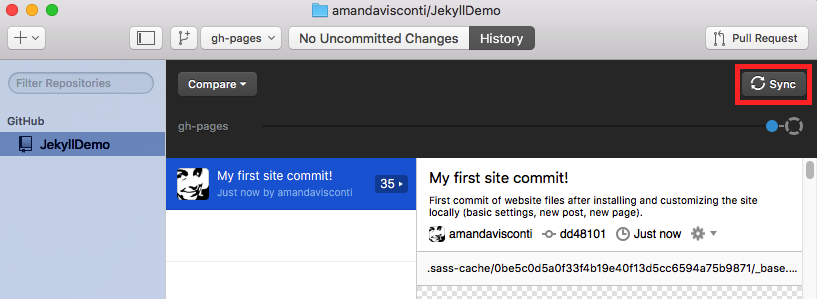 amandavisconti/JekyllDemo
gh-pages
No Uncommitted Changes
History
Pull Request
Filter Repositories
Compare
Sync
GitHub
gh-pages
JekyllDemo
My first site commit!
35
Just now by amandavisconti
My first site commit!
First commit of website files after installing and customizing the site
locally (basic settings, new post, new page).
amandavisconti
dd48101
Just now
.sass-cache/0be5c0d5a0f33f4b19e40f13d5cc6594a75b9871/_base....